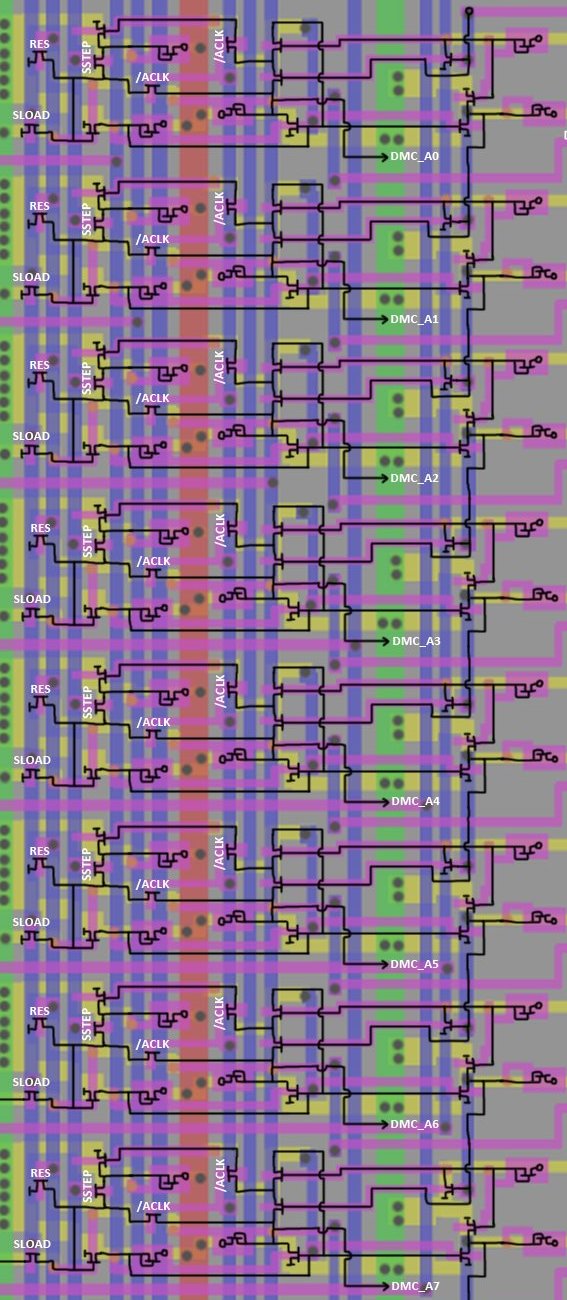 RES
SSTEP
/ACLK
/ACLK
SLOAD
DMC_A0
RES
SSTEP
/ACLK
/ACLK
SLOAD
DMC_A1
RES
SSTEP
/ACLK
/ACLK
SLOAD
DMC_A2
RES
SSTEP
/ACLK
/ACLK
SLOAD
DMC_A3
RES
SSTEP
/ACLK
/ACLK
SLOAD
DMC_A4
RES
SSTEP
/ACLK
/ACLK
SLOAD
DMC_A5
RES
SSTEP
/ACLK
/ACLK
SLOAD
DMC_A6
RES
SSTEP
/ACLK
/ACLK
SLOAD
DMC_A7